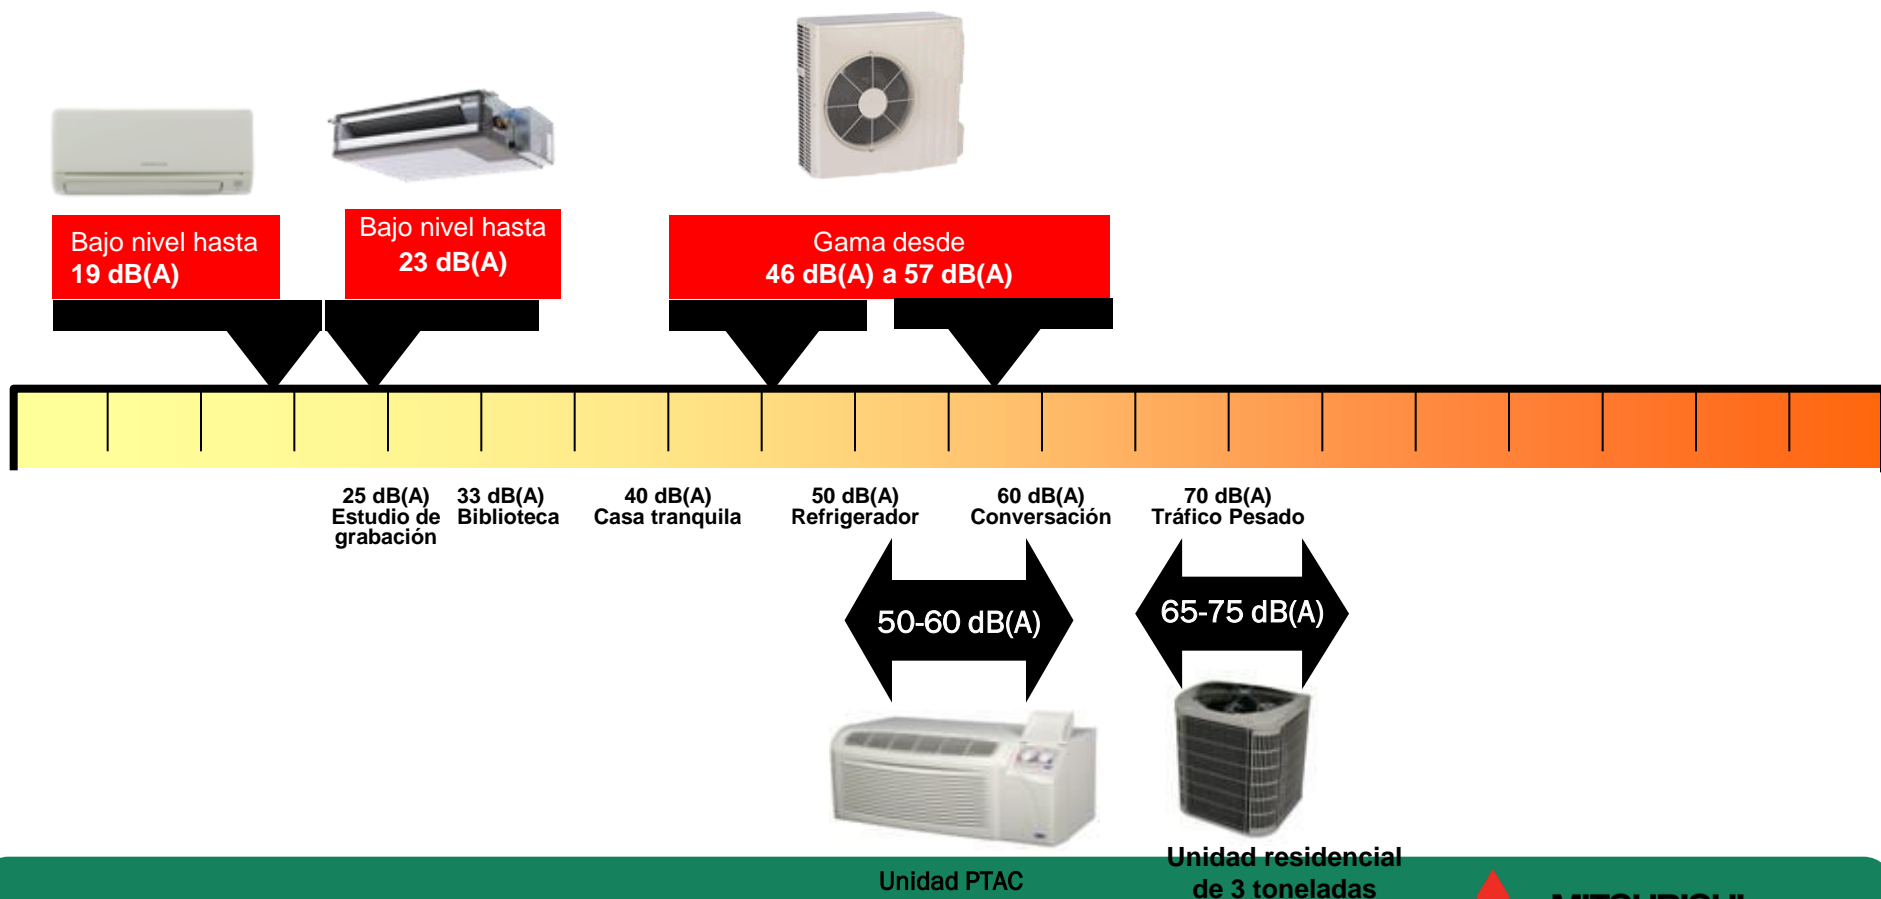 Bajo nivel hasta
19 dB(A)
Bajo nivel hasta
23 dB(A)
Gama desde
46 dB(A) a 57 dB(A)
25 dB(A)
Estudio de
grabación
33 dB(A)
Biblioteca
40 dB(A)
Casa tranquila
50 dB(A)
Refrigerador
60 dB(A)
Conversación
70 dB(A)
Tráfico Pesado
50-60 dB(A)
65-75 dB(A)
Unidad PTAC
Unidad residencial
de 3 toneladas
MITSUBISHI